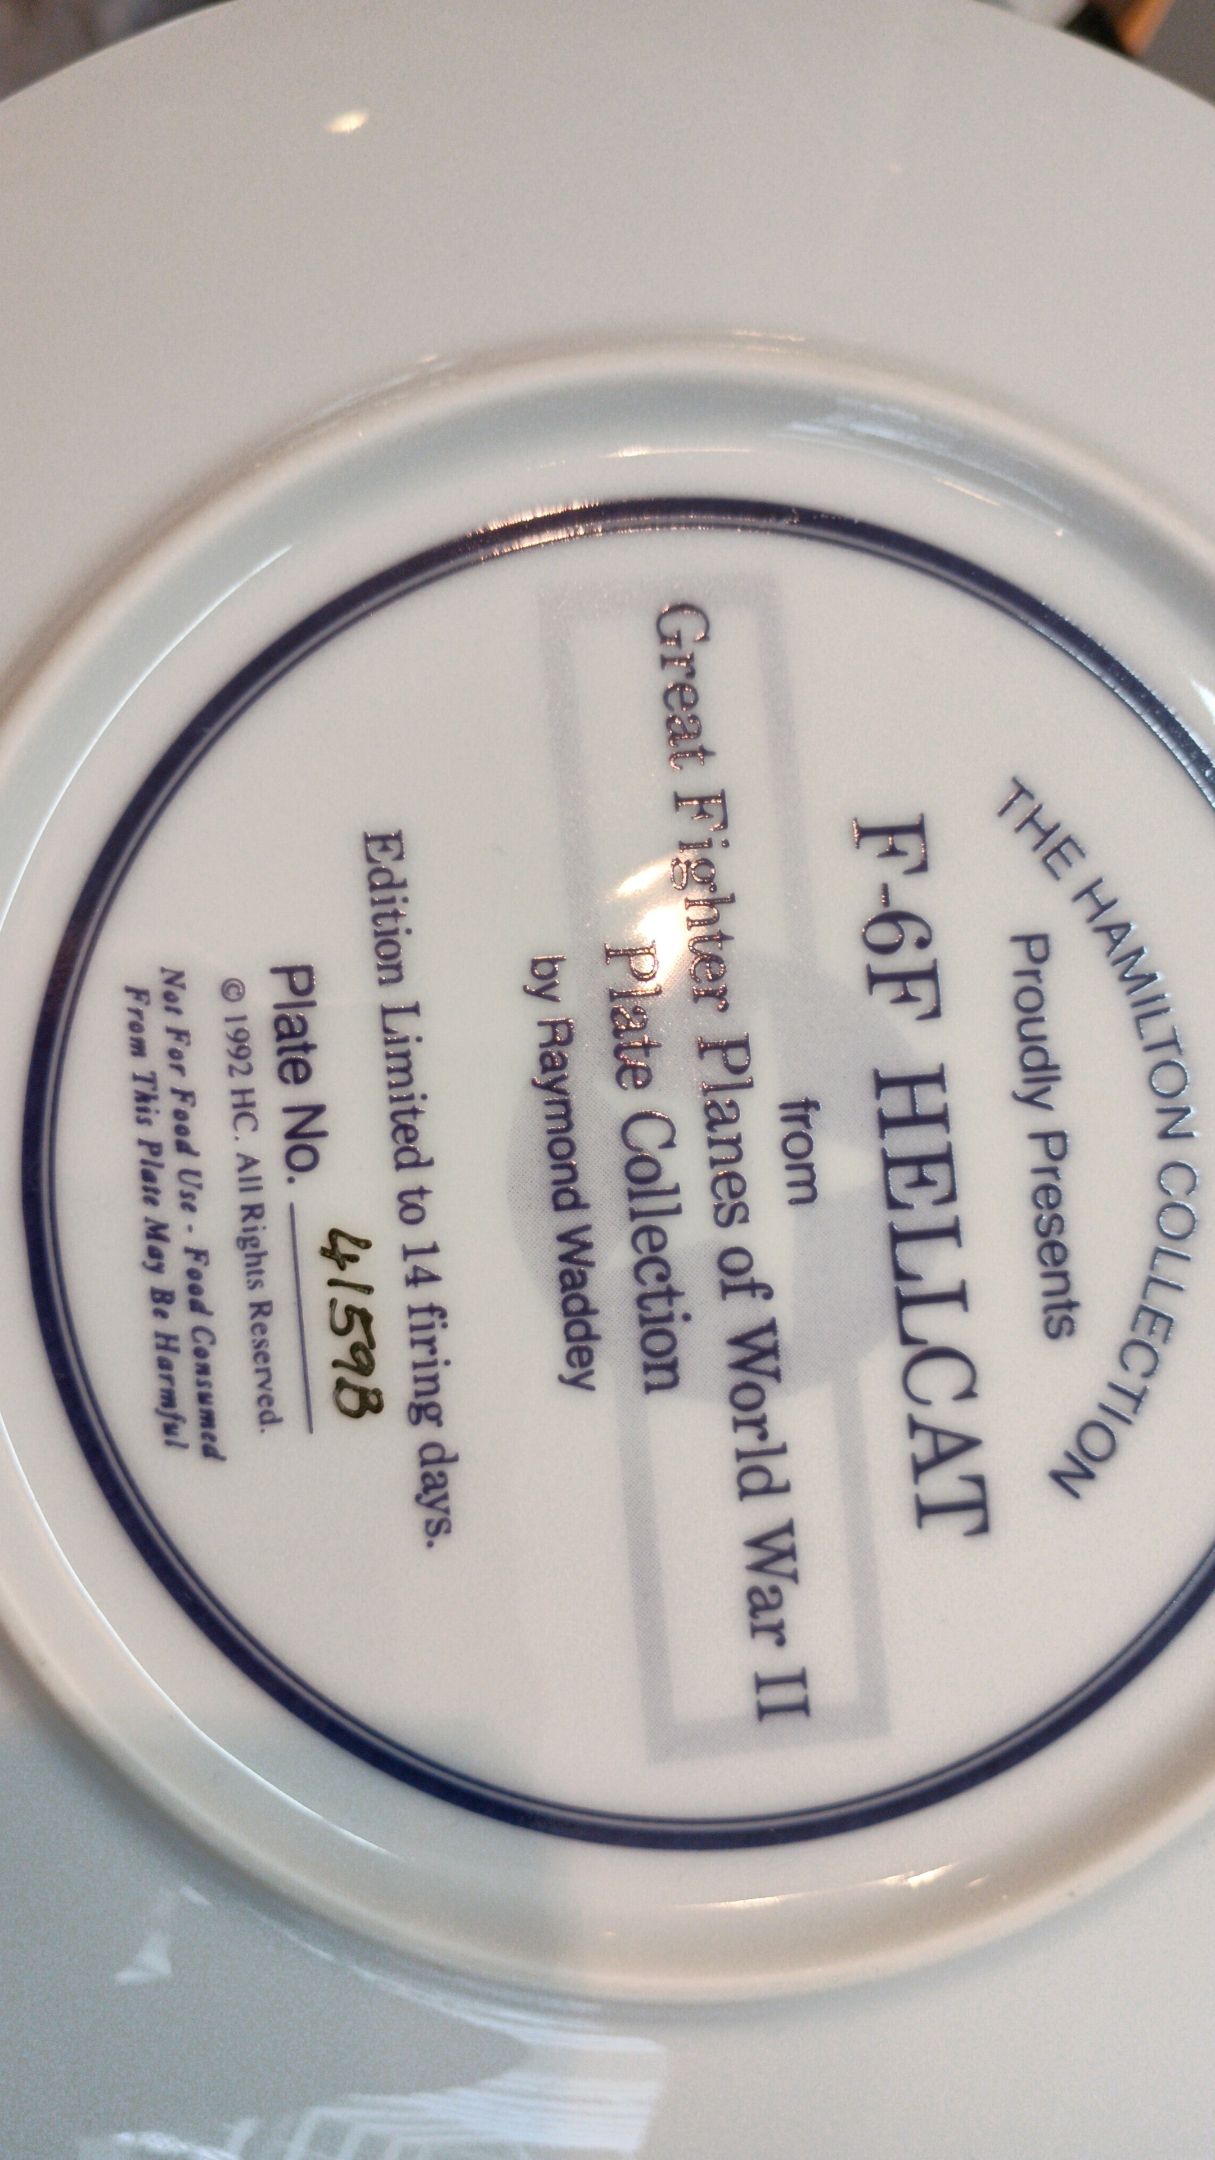 THE HAMILTON COLLECTION
Proudly Presents
F-6F HELLCAT
from
Great Fighter Planes of World War II
Plate Collection
by Raymond Waddey
Edition Limited to 14 firing days.
Plate No. 41598
© 1992 HC. All Rights Reserved.
Not For Food Use - Food Consumed
From This Plate May Be Harmful